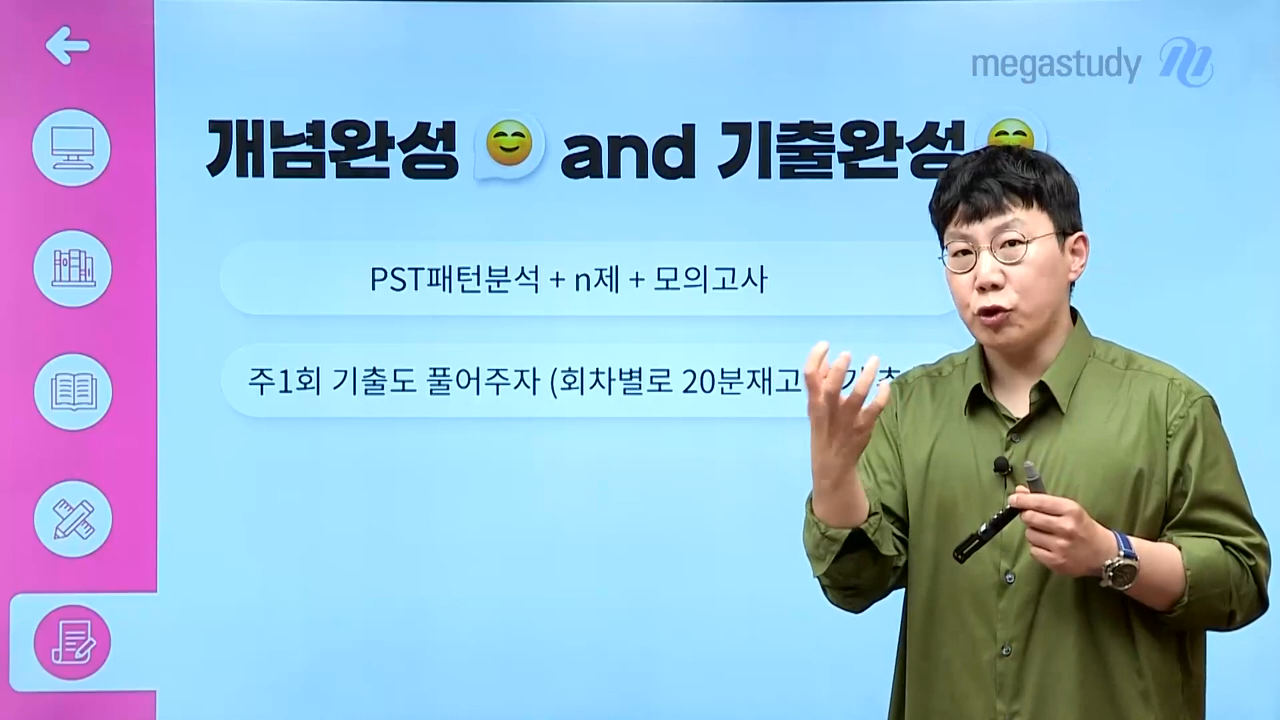 megastudy
개념완성 and 기출완성
PST패턴분석 + n제 + 모의고사
주1회 기출도 풀어주자 (회차별로 20분재고